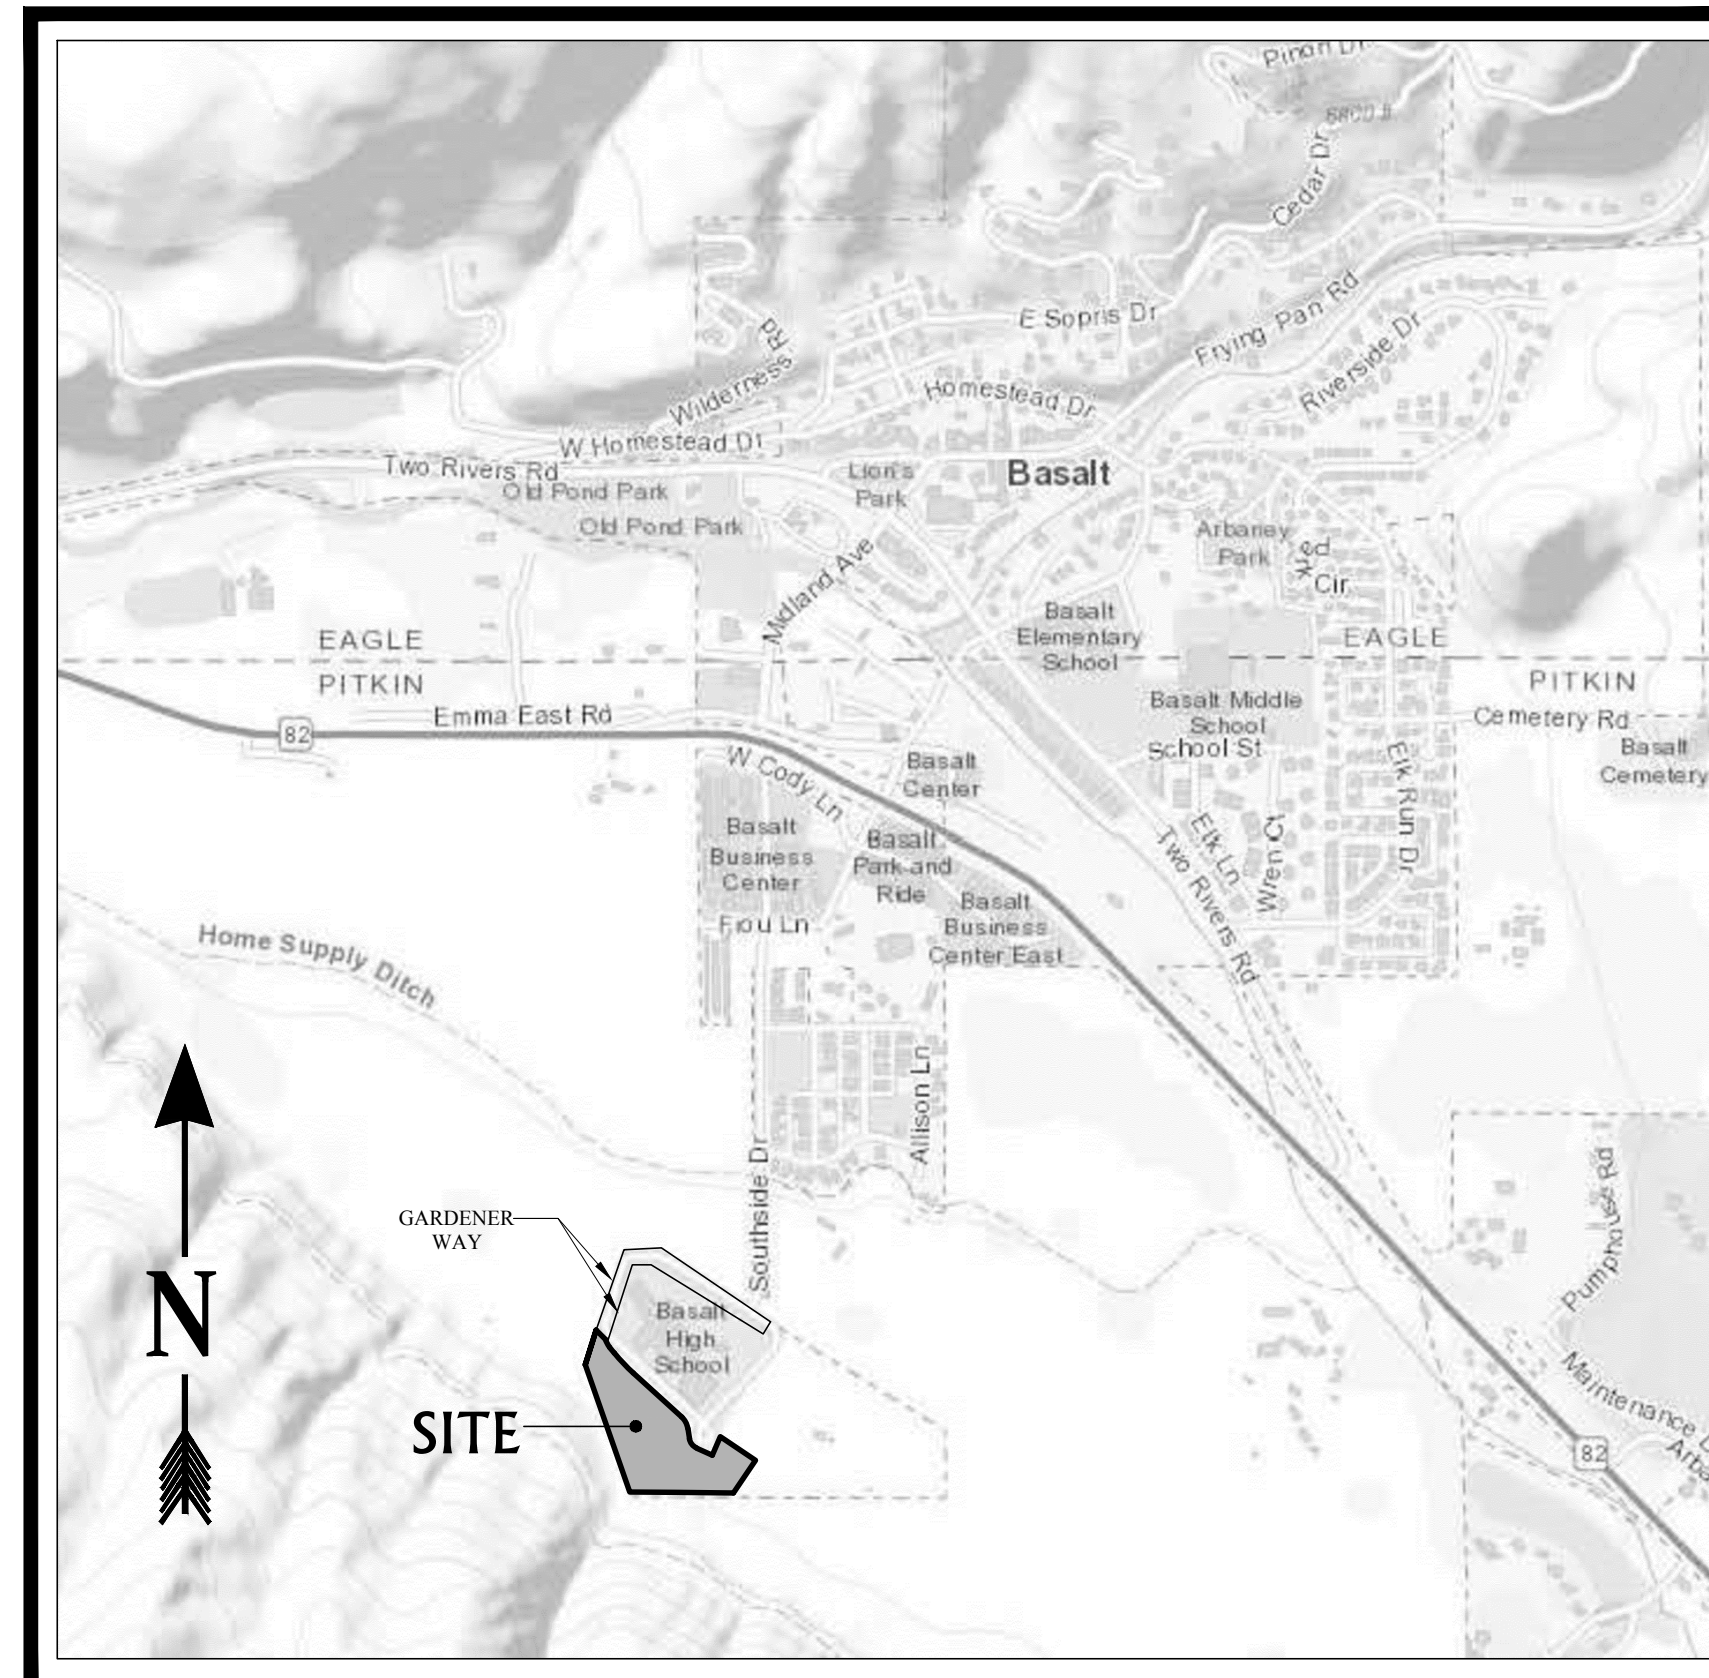 Pinon Dr
6800 ft
Cedar Dr
E Sopris Dr
Frying Pan Rd
Riverside Dr
Wilderness Rd
Homestead Dr
W Homestead Dr
Two Rivers Rd
Old Pond Park
Old Pond Park
Lion's
Park
Basalt
Midland Ave
Arbaney
Park
Cir
Basalt
Elementary
School
EAGLE
PITKIN
EAGLE
PITKIN
Emma East Rd
82
Basalt Middle
School
School St
Cemetery Rd
Basalt
Cemetery
W Cody Ln
Basalt
Center
Basalt
Business
Center
Basalt
Park and
Ride
Basalt
Business
Center East
Fiou Ln
Elk Ln
Wren Ct
Elk Run Dr
Two Rivers Rd
Home Supply Ditch
Allison Ln
Southside Dr
Pumphouse Rd
Maintenance
82
GARDENER
WAY
Basalt
High
School
SITE
N